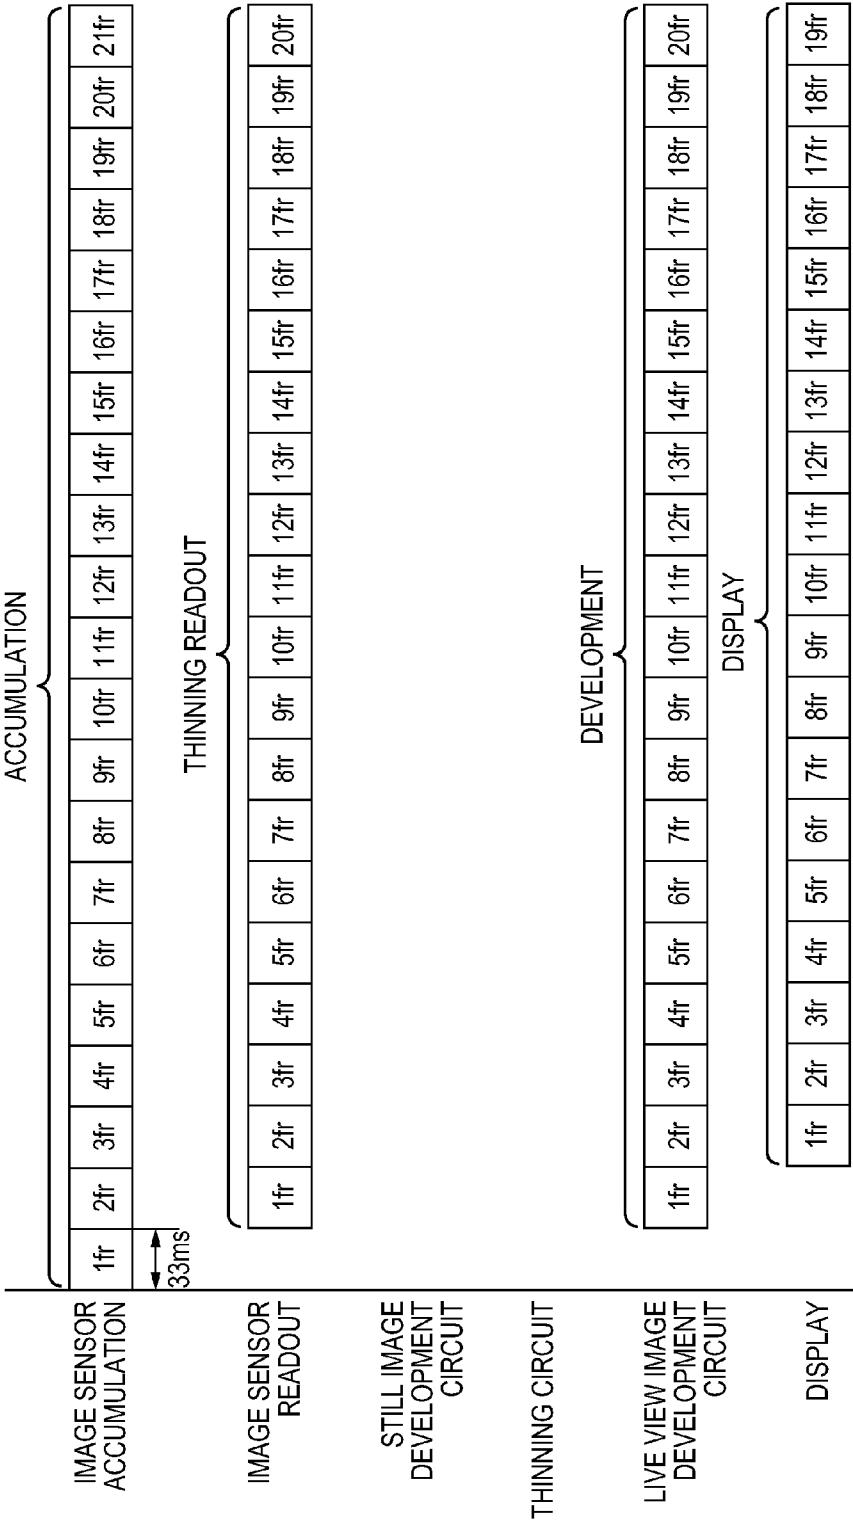 ACCUMULATION
IMAGE SENSOR
ACCUMULATION
1fr 2fr 3fr 4fr 5fr 6fr 7fr 8fr 9fr 10fr 11fr 12fr 13fr 14fr 15fr 16fr 17fr 18fr 19fr 20fr 21fr
33ms
THINNING READOUT
IMAGE SENSOR
READOUT
1fr 2fr 3fr 4fr 5fr 6fr 7fr 8fr 9fr 10fr 11fr 12fr 13fr 14fr 15fr 16fr 17fr 18fr 19fr 20fr
STILL IMAGE
DEVELOPMENT
CIRCUIT
THINNING CIRCUIT
DEVELOPMENT
LIVE VIEW IMAGE
DEVELOPMENT
CIRCUIT
1fr 2fr 3fr 4fr 5fr 6fr 7fr 8fr 9fr 10fr 11fr 12fr 13fr 14fr 15fr 16fr 17fr 18fr 19fr 20fr
DISPLAY
DISPLAY
1fr 2fr 3fr 4fr 5fr 6fr 7fr 8fr 9fr 10fr 11fr 12fr 13fr 14fr 15fr 16fr 17fr 18fr 19fr